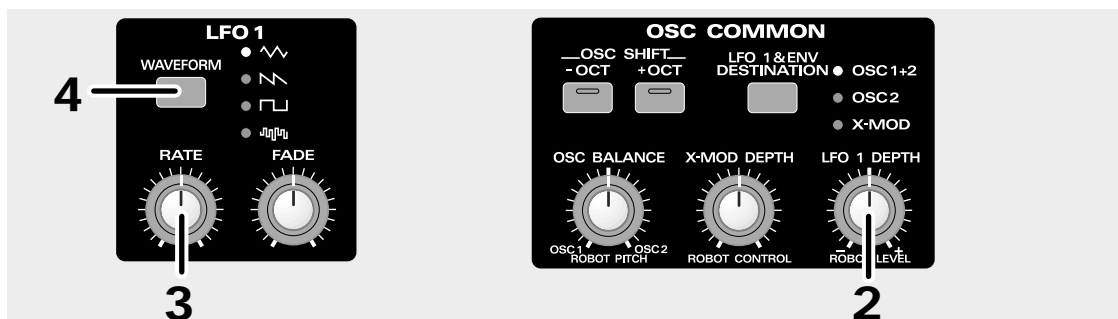 LFO 1
WAVEFORM
4
RATE
FADE
3
OSC COMMON
OSC SHIFT
- OCT
+ OCT
LFO 1 & ENV
DESTINATION
OSC 1+2
OSC 2
X-MOD
OSC BALANCE
X-MOD DEPTH
LFO 1 DEPTH
OSC 1
OSC 2
- +
ROBOT PITCH
ROBOT CONTROL
ROBOT LEVEL
2